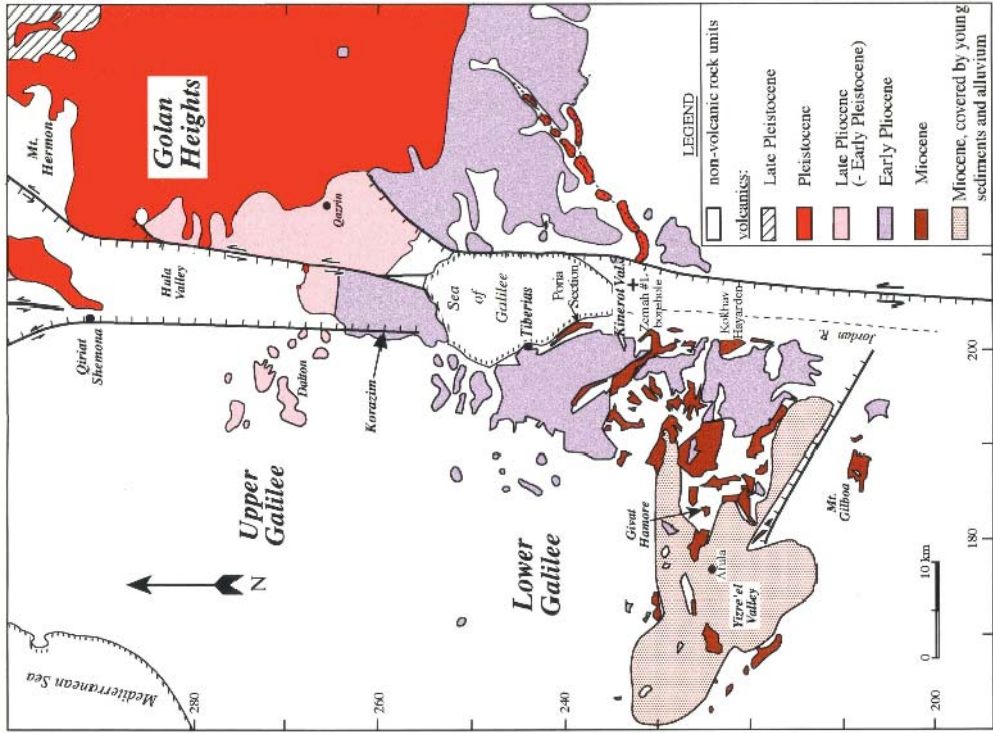 Mediterranean Sea
N
Mt.
Hermon
Golan
Heights
Qiriat
Shemona
Hula
Valley
Qazrin
Dalton
Korazim
Upper
Galilee
Sea
of
Galilee
Tiberias
Poria
Section
Kinerot Val.
Zemah #1-
borehole
Kokhav
Hayarden
Jordan
R.
Lower
Galilee
Givat
Hamore
Afula
Yizre'el
Valley
Mt.
Gilboa
0
10 km
280
260
240
200
180
200
LEGEND
non-volcanic rock units
volcanics:
Late Pleistocene
Pleistocene
Late Pliocene
(- Early Pleistocene)
Early Pliocene
Miocene
Miocene, covered by young
sediments and alluvium